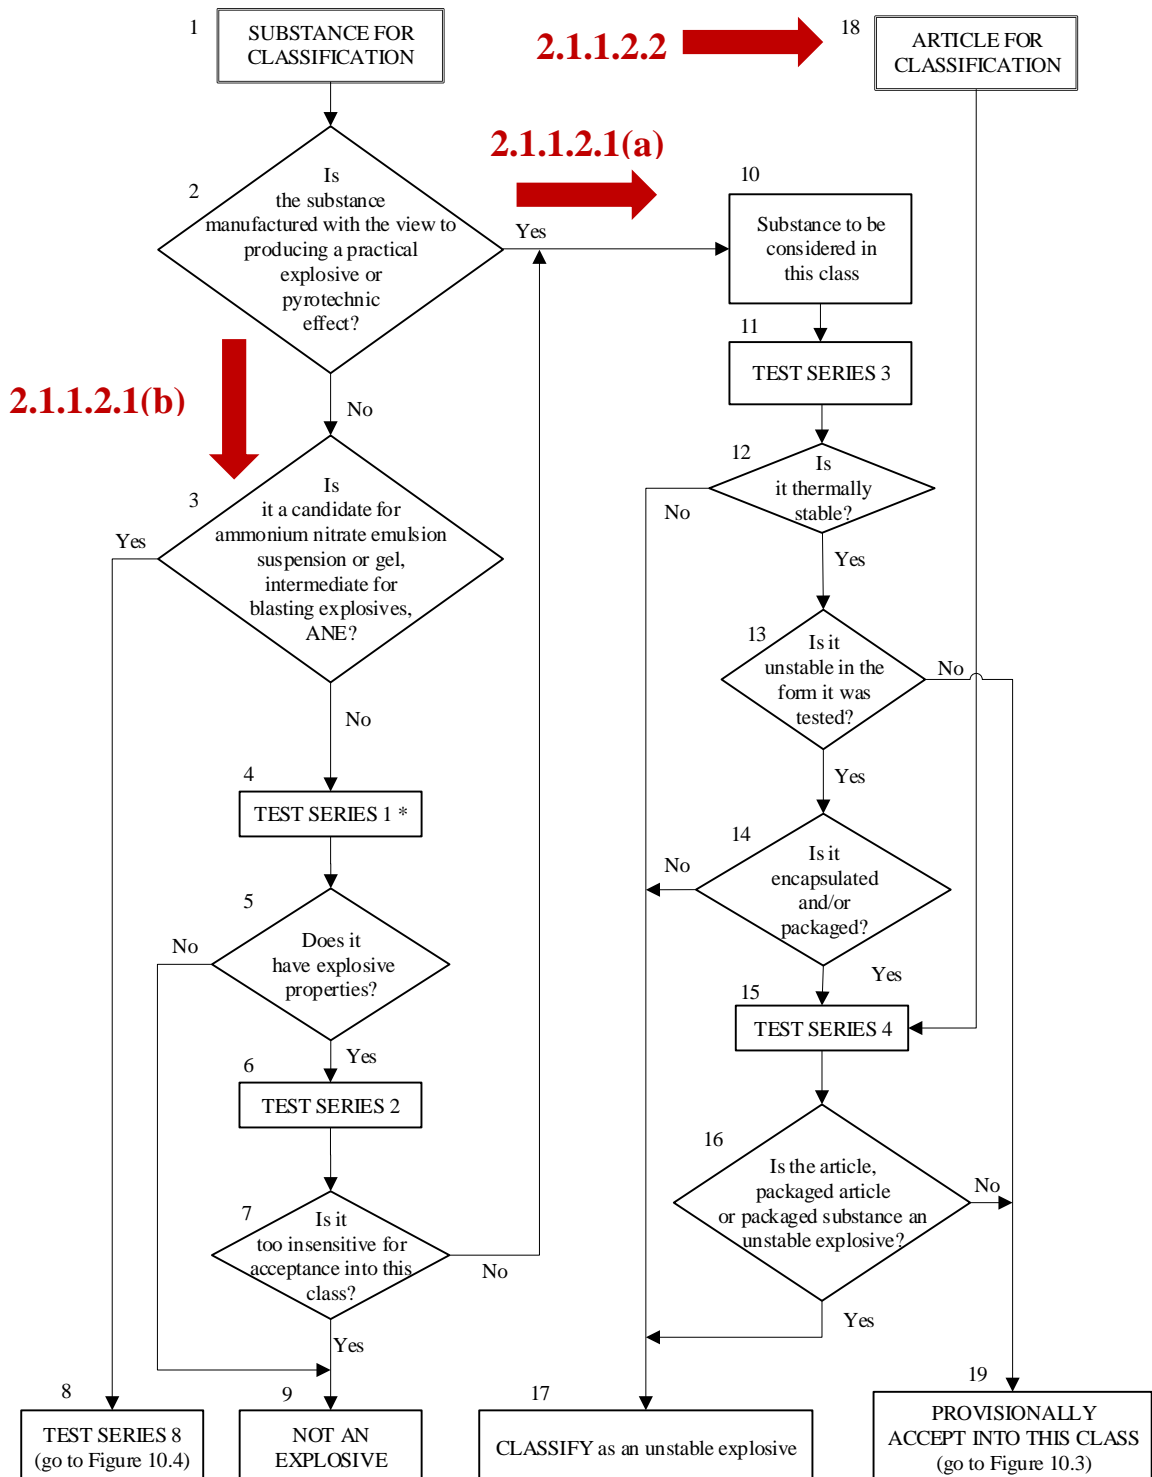 1
SUBSTANCE FOR
CLASSIFICATION
2.1.1.2.2
18
ARTICLE FOR
CLASSIFICATION
2.1.1.2.1(a)
2
Is
the substance
manufactured with the view to
producing a practical
explosive or
pyrotechnic
effect?
Yes
10
Substance to be
considered in
this class
11
TEST SERIES 3
2.1.1.2.1(b)
No
3
Is
it a candidate for
ammonium nitrate emulsion
suspension or gel,
intermediate for
blasting explosives,
ANE?
Yes
No
12
Is
it thermally
stable?
No
Yes
13
Is it
unstable in the
form it was
tested?
No
Yes
4
TEST SERIES 1 *
14
Is it
encapsulated
and/or
packaged?
No
Yes
5
Does it
have explosive
properties?
No
Yes
15
TEST SERIES 4
6
TEST SERIES 2
16
Is the article,
packaged article
or packaged substance an
unstable explosive?
No
Yes
7
Is it
too insensitive for
acceptance into this
class?
No
Yes
8
TEST SERIES 8
(go to Figure 10.4)
9
NOT AN
EXPLOSIVE
17
CLASSIFY as an unstable explosive
19
PROVISIONALLY
ACCEPT INTO THIS CLASS
(go to Figure 10.3)